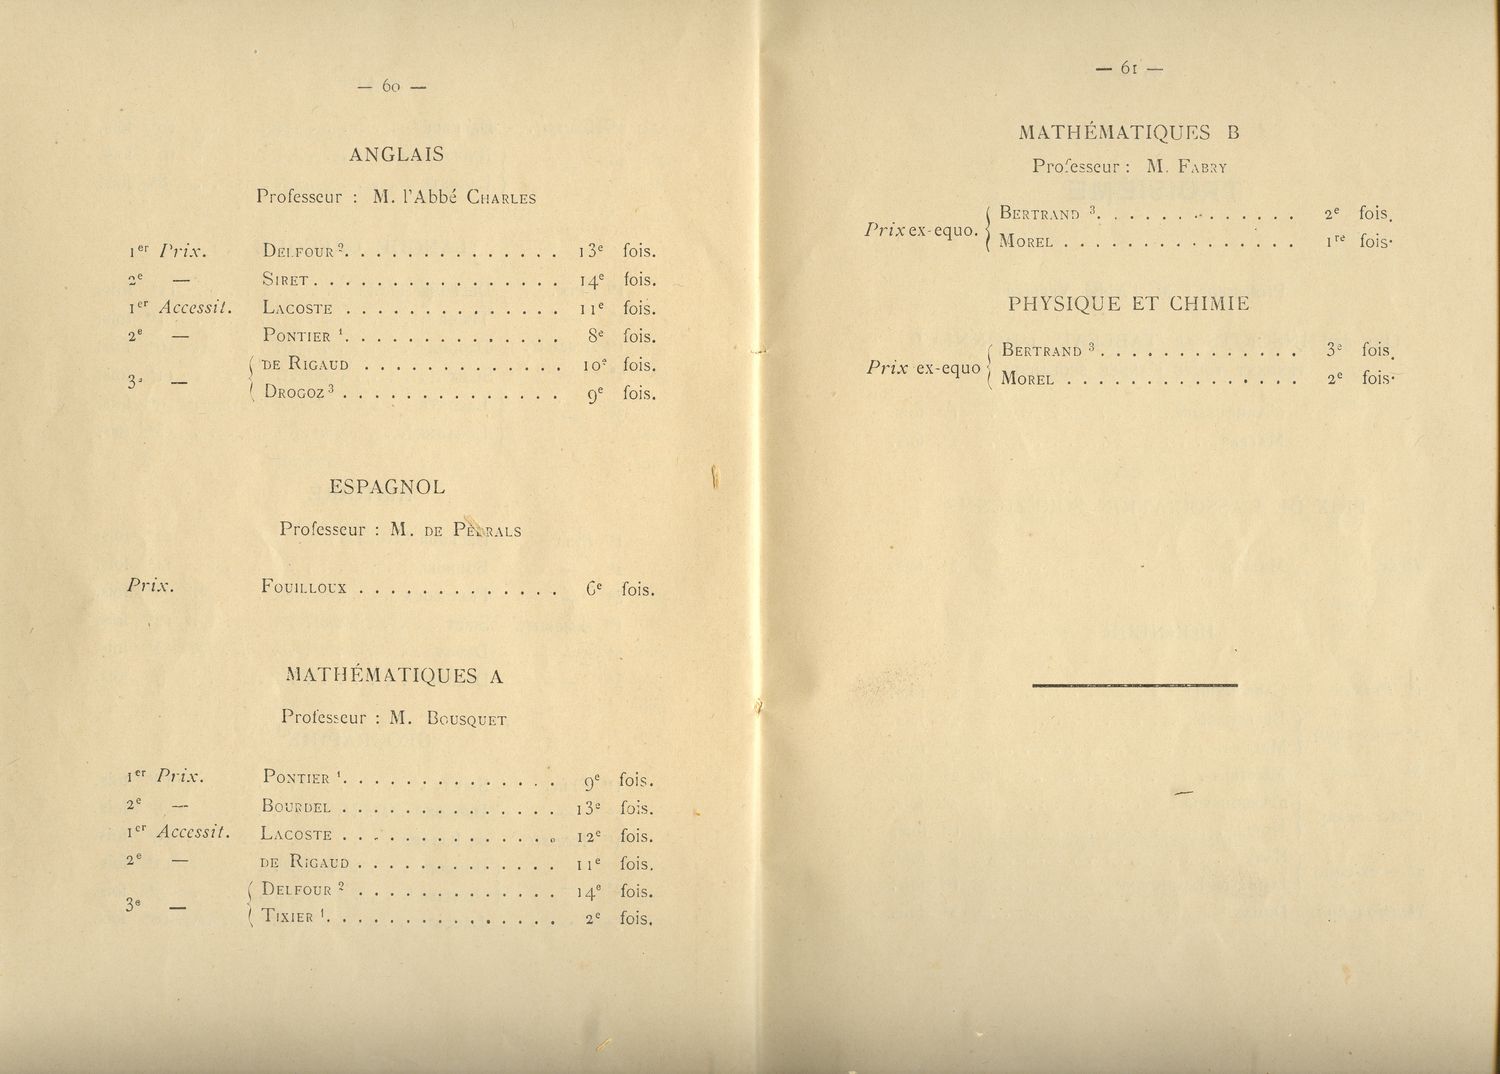 — 60 —
ANGLAIS
Professeur : M. l'Abbé CHARLES
1er Prix. DELFOUR 2. . . . . . . . . . . . . . 13e fois.
2e — SIRET. . . . . . . . . . . . . . . . 14e fois.
1er Accessit. LACOSTE . . . . . . . . . . . . . . 11e fois.
2e — PONTIER 1. . . . . . . . . . . . . . 8e fois.
3e — DE RIGAUD . . . . . . . . . . . . . 10e fois.
DROGOZ 3 . . . . . . . . . . . . . . 9e fois.
ESPAGNOL
Professeur : M. DE
Prix. FOUILLOUX . . . . . . . . . . . . . 6e fois.
MATHÉMATIQUES A
Professeur : M. BOUSQUET
1er Prix. PONTIER 1. . . . . . . . . . . . . . 9e fois.
2e — BOURDEL . . . . . . . . . . . . . . 13e fois.
1er Accessit. LACOSTE . . . . . . . . . . . . . . 12e fois.
2e — DE RIGAUD . . . . . . . . . . . . . 11e fois.
3e — DELFOUR 2 . . . . . . . . . . . . . 14e fois.
TIXIER 1. . . . . . . . . . . . . . . 2e fois.
— 61 —
MATHÉMATIQUES B
Professeur : M. FABRY
Prix ex-equo. BERTRAND 3. . . . . . . . . . . . . 2e fois.
MOREL . . . . . . . . . . . . . . . 1re fois.
PHYSIQUE ET CHIMIE
Prix ex-equo BERTRAND 3 . . . . . . . . . . . . . 3e fois.
MOREL . . . . . . . . . . . . . . . 2e fois.